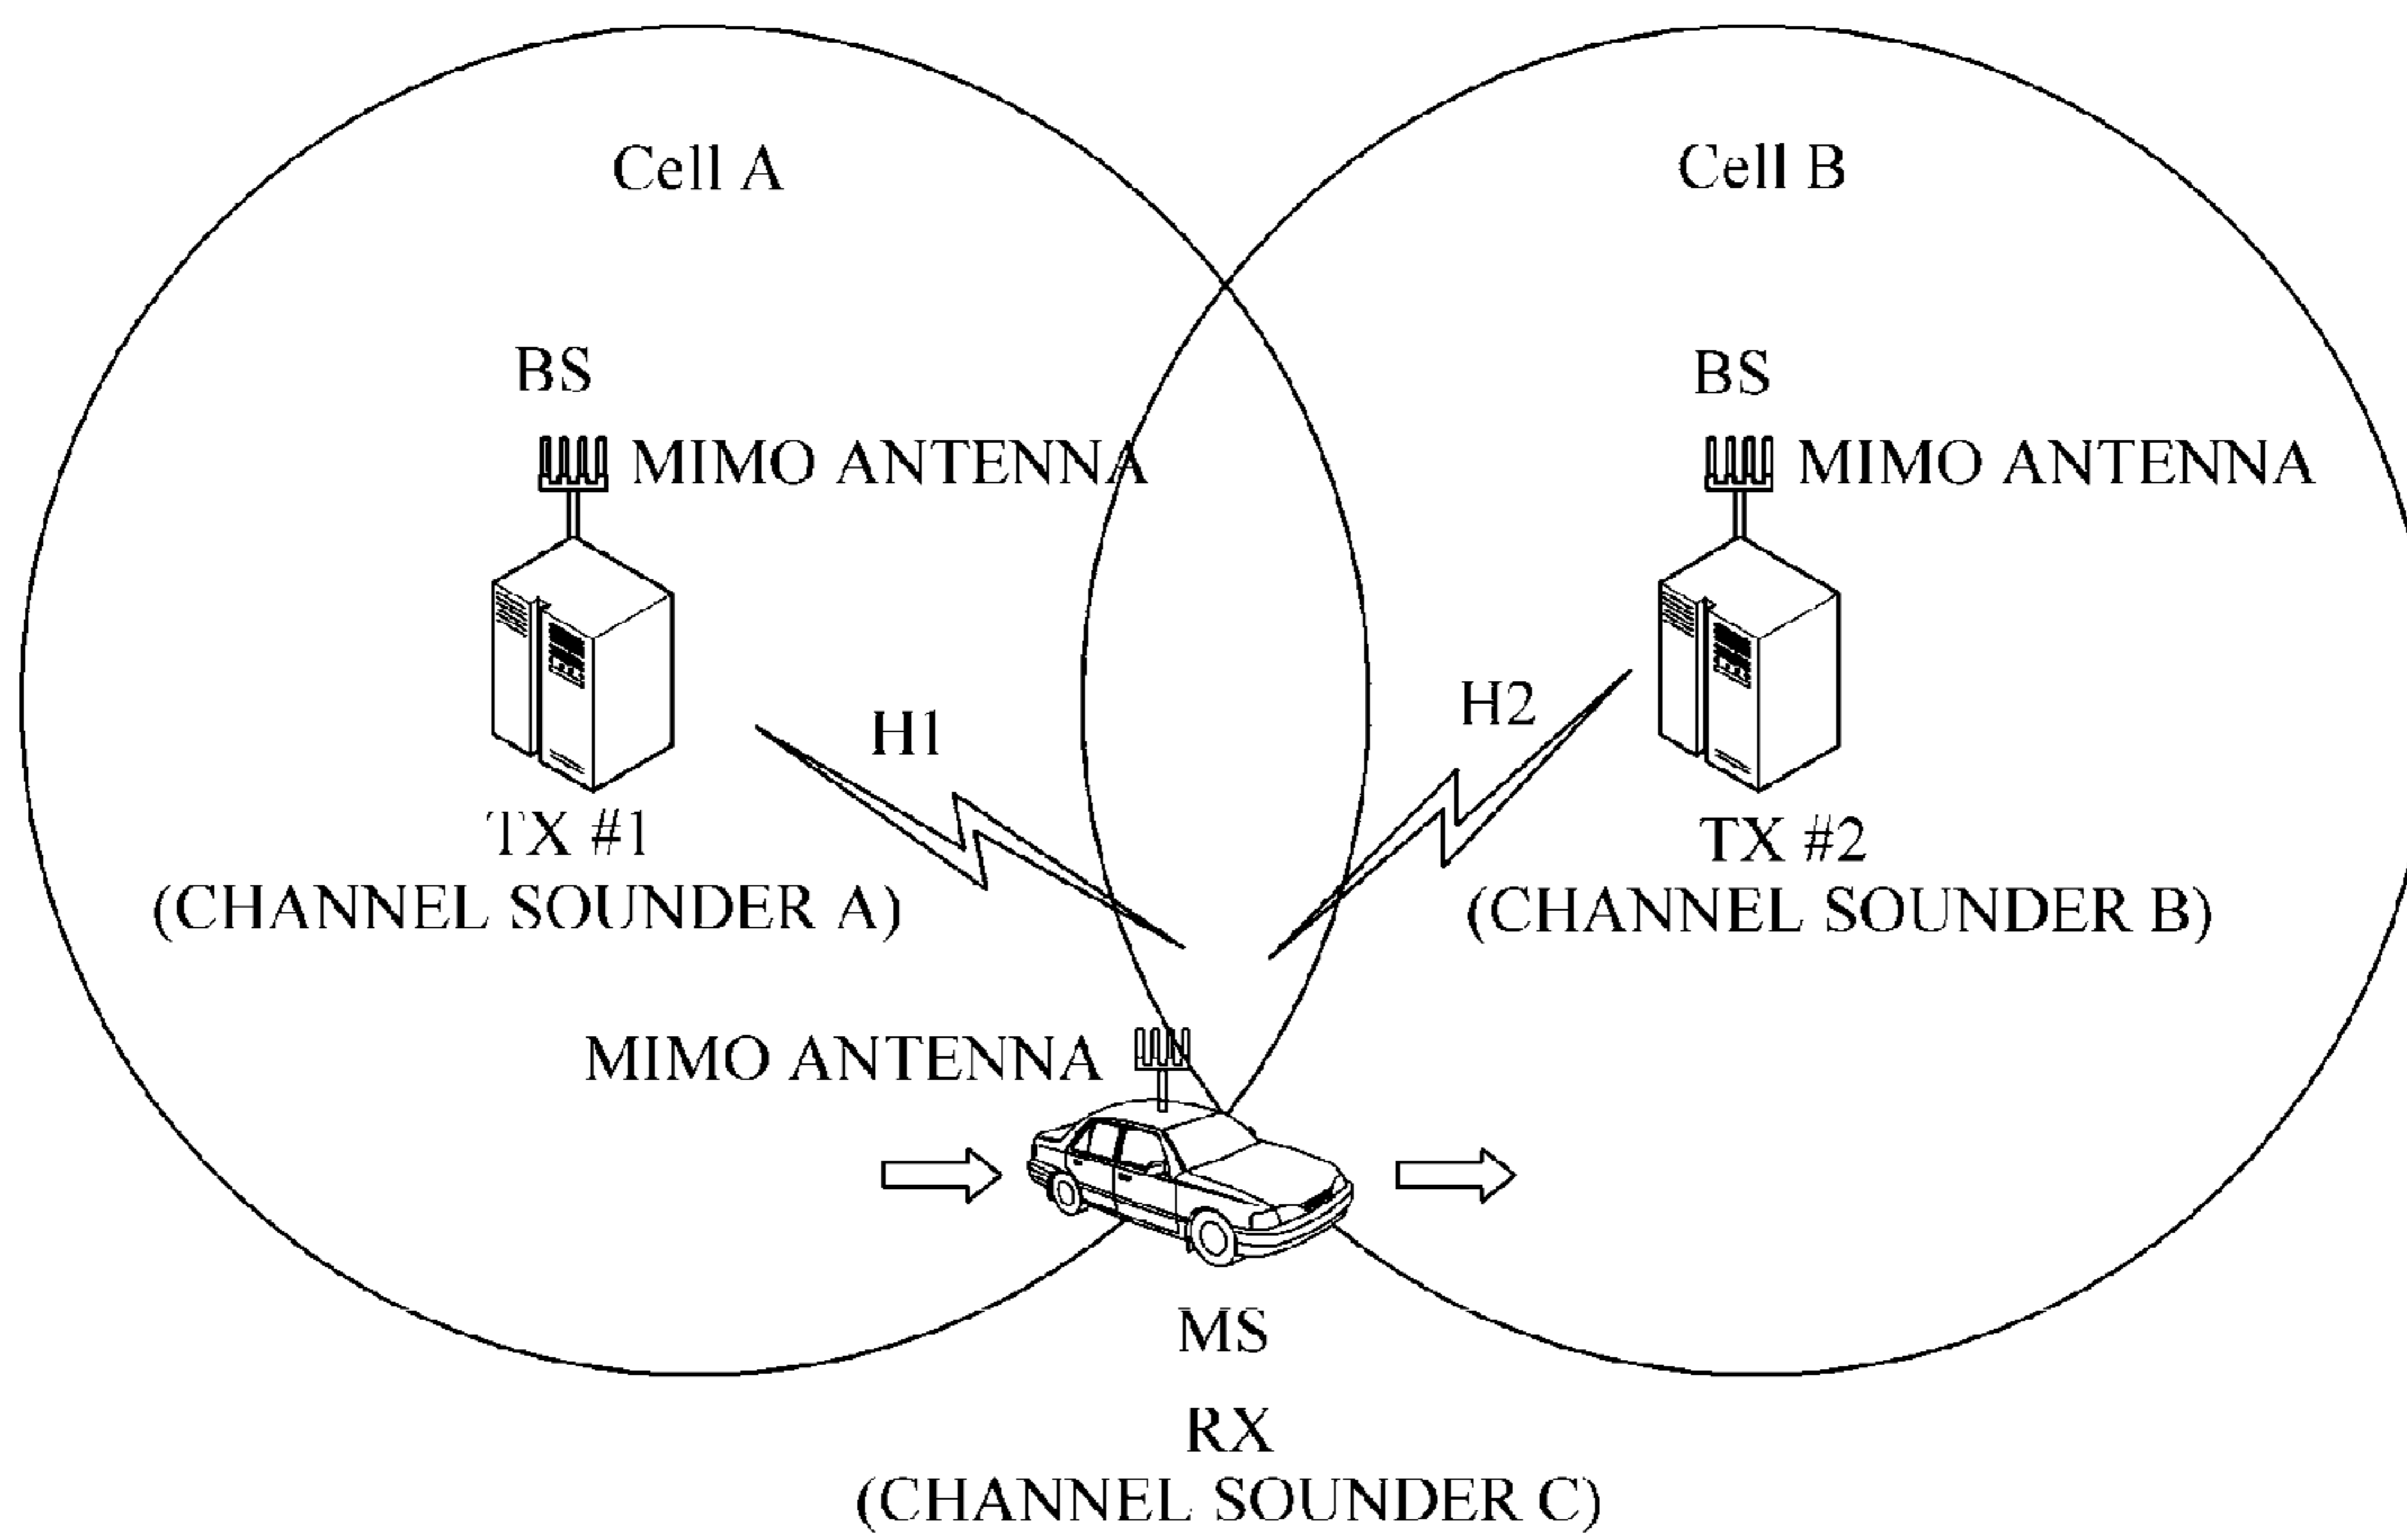 Cell A
Cell B
BS
BS
MIMO ANTENNA
MIMO ANTENNA
H1
H2
TX #1
(CHANNEL SOUNDER A)
TX #2
(CHANNEL SOUNDER B)
MIMO ANTENNA
MS
RX
(CHANNEL SOUNDER C)